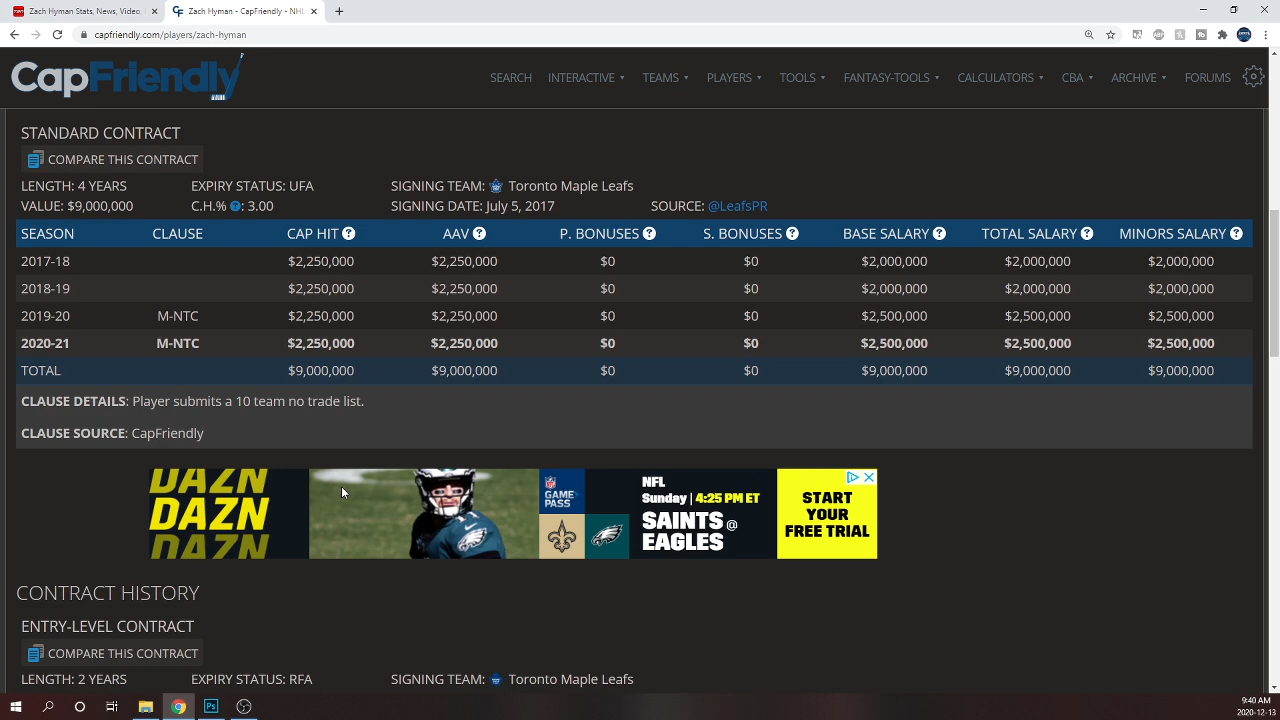 Zach Hyman Stats, News, Video,
Zach Hyman - CapFriendly - NHL
capfriendly.com/players/zach-hyman
CapFriendly
SEARCH INTERACTIVE TEAMS PLAYERS TOOLS FANTASY-TOOLS CALCULATORS CBA ARCHIVE FORUMS
STANDARD CONTRACT
COMPARE THIS CONTRACT
LENGTH: 4 YEARS EXPIRY STATUS: UFA SIGNING TEAM: Toronto Maple Leafs
VALUE: $9,000,000 C.H.% ?: 3.00 SIGNING DATE: July 5, 2017 SOURCE: @LeafsPR
SEASON CLAUSE CAP HIT ? AAV ? P. BONUSES ? S. BONUSES ? BASE SALARY ? TOTAL SALARY ? MINORS SALARY ?
2017-18 $2,250,000 $2,250,000 $0 $0 $2,000,000 $2,000,000 $2,000,000
2018-19 $2,250,000 $2,250,000 $0 $0 $2,000,000 $2,000,000 $2,000,000
2019-20 M-NTC $2,250,000 $2,250,000 $0 $0 $2,500,000 $2,500,000 $2,500,000
2020-21 M-NTC $2,250,000 $2,250,000 $0 $0 $2,500,000 $2,500,000 $2,500,000
TOTAL $9,000,000 $9,000,000 $0 $0 $9,000,000 $9,000,000 $9,000,000
CLAUSE DETAILS: Player submits a 10 team no trade list.
CLAUSE SOURCE: CapFriendly
DAZN
DAZN
DAZN
NFL
GAME
PASS
NFL
Sunday | 4:25 PM ET
SAINTS @
EAGLES
START
YOUR
FREE TRIAL
CONTRACT HISTORY
ENTRY-LEVEL CONTRACT
COMPARE THIS CONTRACT
LENGTH: 2 YEARS EXPIRY STATUS: RFA SIGNING TEAM: Toronto Maple Leafs
9:40 AM
2020-12-13